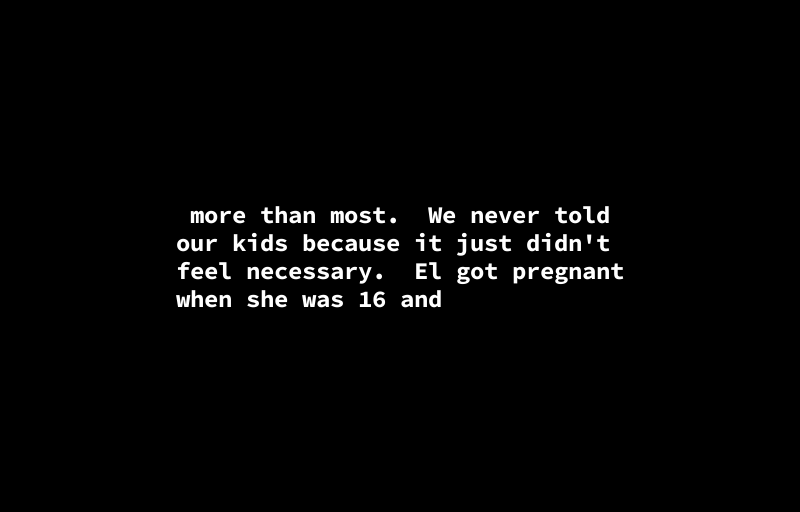 more than most.  We never told
our kids because it just didn't
feel necessary.  El got pregnant
when she was 16 and